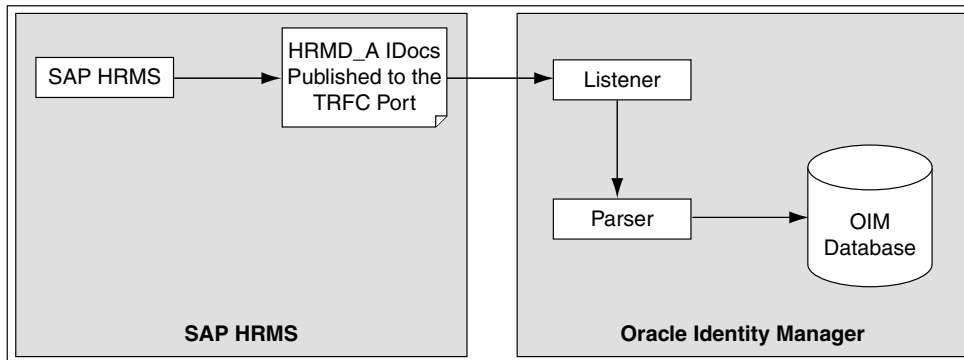 SAP HRMS
HRMD_A IDocs
Published to the
TRFC Port
Listener
Parser
OIM
Database
SAP HRMS
Oracle Identity Manager